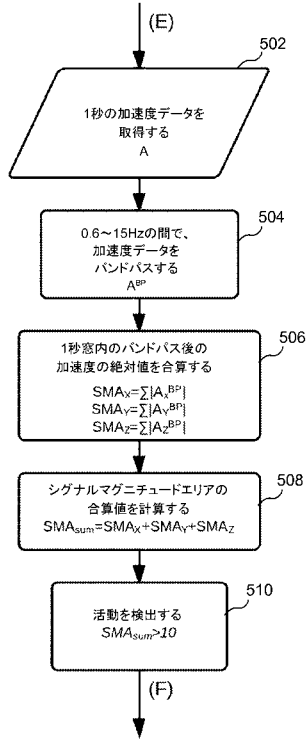 (E)
502
1秒の加速度データを
取得する
A
504
0.6～15Hzの間で、
加速度データを
バンドパスする
A^BP
506
1秒窓内のバンドパス後の
加速度の絶対値を合算する
SMA_X=∑|A_X^BP|
SMA_Y=∑|A_Y^BP|
SMA_Z=∑|A_Z^BP|
508
シグナルマグニチュードエリアの
合算値を計算する
SMA_sum=SMA_X+SMA_Y+SMA_Z
510
活動を検出する
SMA_sum>10
(F)